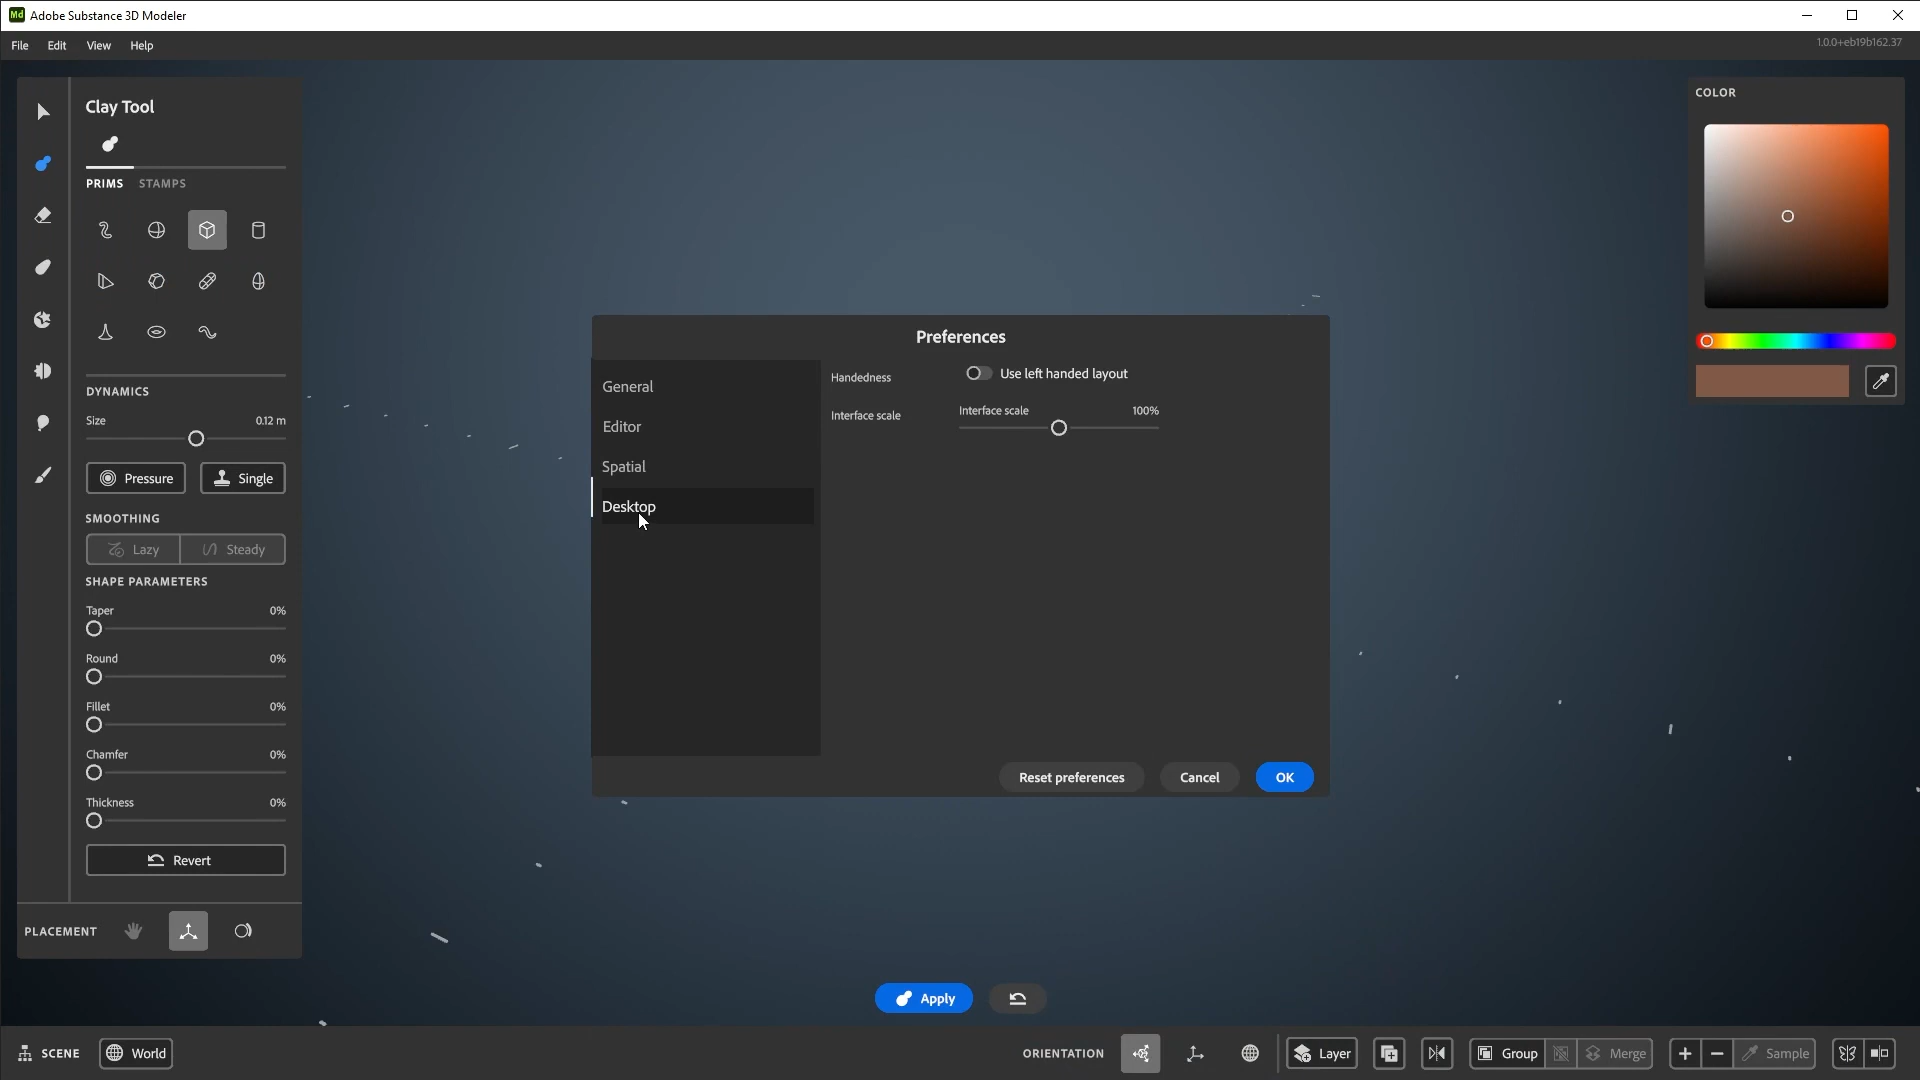 Md Adobe Substance 3D Modeler
File Edit View Help
1.0.0+eb19b162.37
Clay Tool
PRIMS STAMPS
DYNAMICS
Size 0.12 m
Pressure Single
SMOOTHING
Lazy Steady
SHAPE PARAMETERS
Taper 0%
Round 0%
Fillet 0%
Chamfer 0%
Thickness 0%
Revert
PLACEMENT
COLOR
Preferences
General
Editor
Spatial
Desktop
Handedness Use left handed layout
Interface scale Interface scale 100%
Reset preferences Cancel OK
Apply
SCENE World
ORIENTATION
Layer
Group Merge
Sample